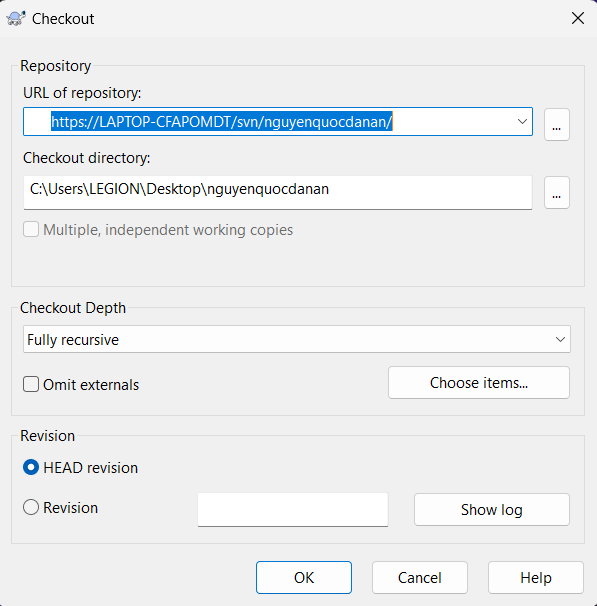 Checkout
Repository
URL of repository:
https://LAPTOP-CFAPOMDT/svn/nguyenquocdanan/
...
Checkout directory:
C:\Users\LEGION\Desktop\nguyenquocdanan
...
Multiple, independent working copies
Checkout Depth
Fully recursive
Omit externals
Choose items...
Revision
HEAD revision
Revision
Show log
OK
Cancel
Help